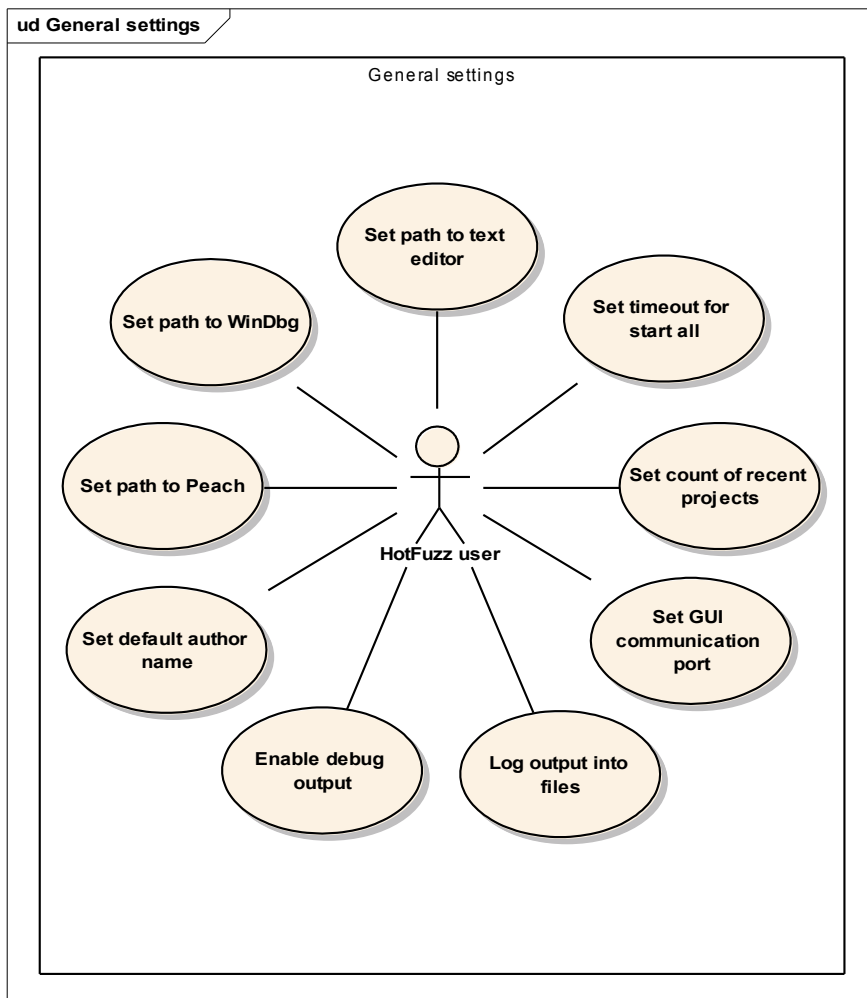 ud General settings
General settings
Set path to text
editor
Set path to WinDbg
Set timeout for
start all
Set path to Peach
Set count of recent
projects
HotFuzz user
Set default author
name
Set GUI
communication
port
Enable debug
output
Log output into
files